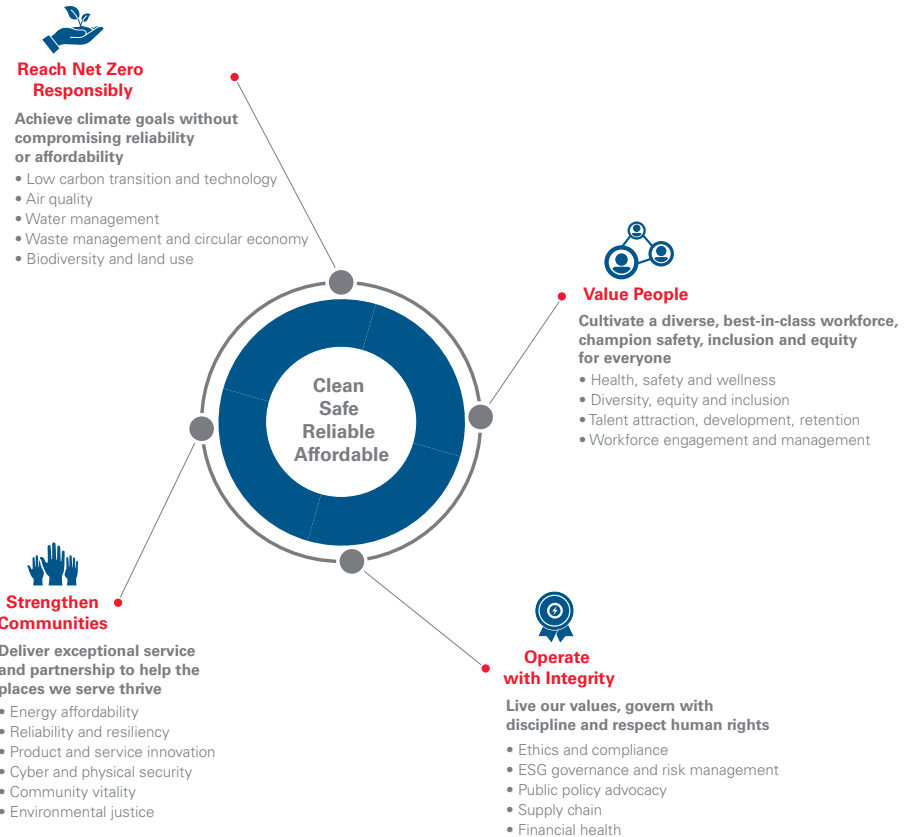 Reach Net Zero
Responsibly
Achieve climate goals without
compromising reliability
or affordability
• Low carbon transition and technology
• Air quality
• Water management
• Waste management and circular economy
• Biodiversity and land use
Value People
Cultivate a diverse, best-in-class workforce,
champion safety, inclusion and equity
for everyone
• Health, safety and wellness
• Diversity, equity and inclusion
• Talent attraction, development, retention
• Workforce engagement and management
Clean
Safe
Reliable
Affordable
Strengthen
Communities
Deliver exceptional service
and partnership to help the
places we serve thrive
• Energy affordability
• Reliability and resiliency
• Product and service innovation
• Cyber and physical security
• Community vitality
• Environmental justice
Operate
with Integrity
Live our values, govern with
discipline and respect human rights
• Ethics and compliance
• ESG governance and risk management
• Public policy advocacy
• Supply chain
• Financial health